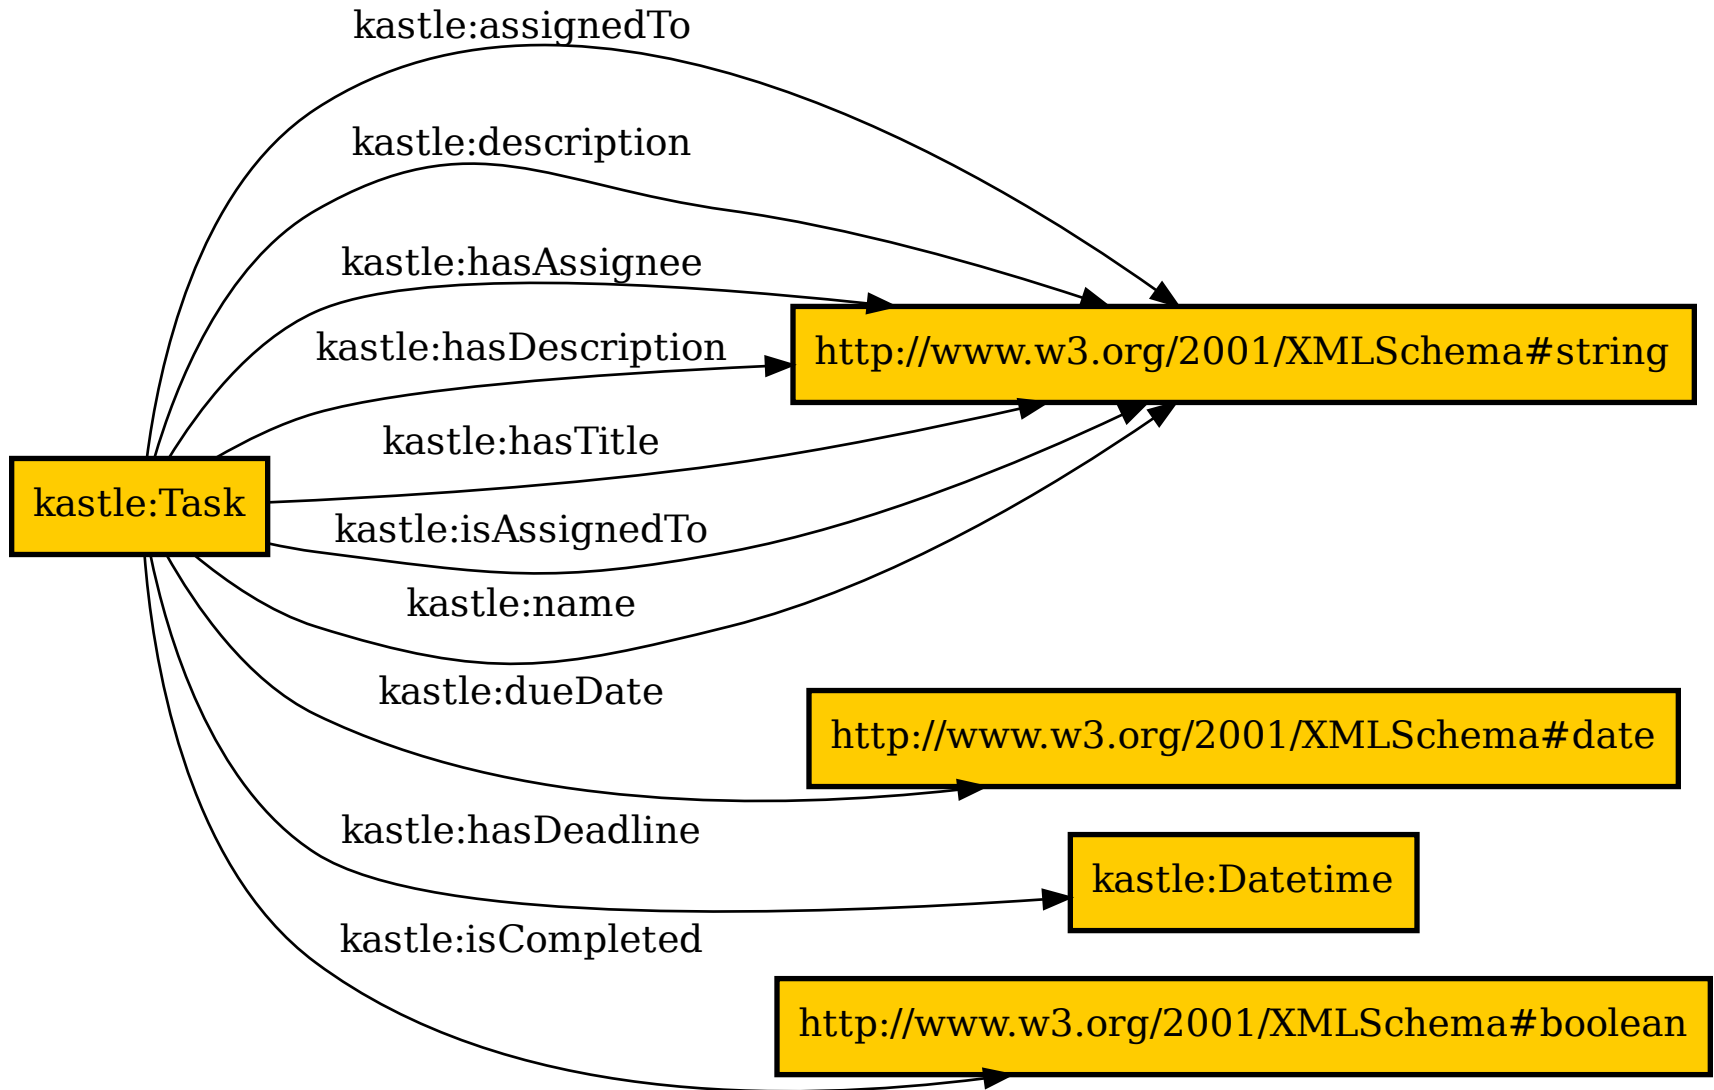 kastle:assignedTo
kastle:description
kastle:hasAssignee
kastle:hasDescription
http://www.w3.org/2001/XMLSchema#string
kastle:hasTitle
kastle:Task
kastle:isAssignedTo
kastle:name
kastle:dueDate
http://www.w3.org/2001/XMLSchema#date
kastle:hasDeadline
kastle:Datetime
kastle:isCompleted
http://www.w3.org/2001/XMLSchema#boolean